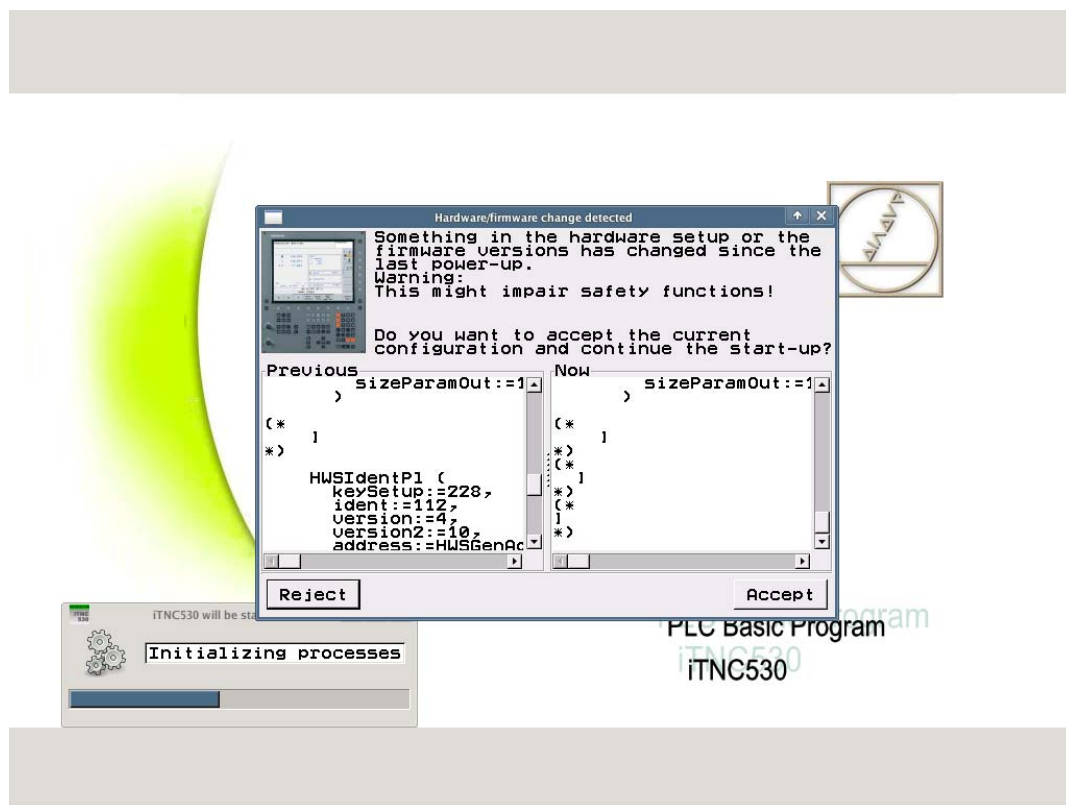 Hardware/firmware change detected
Something in the hardware setup or the
firmware versions has changed since the
last power-up.
Warning:
This might impair safety functions!
Do you want to accept the current
configuration and continue the start-up?
Previous
sizeParamOut:=1
)
(*
]
*)
HWSIdentPl (
keySetup:=228,
ident:=112,
version:=4,
version2:=10,
address:=HWSGenAc
Now
sizeParamOut:=1
)
(*
]
*)
(*
]
*)
(*
]
*)
Reject
Accept
iTNC530 will be sta
Initializing processes
PLC Basic Program
iTNC530